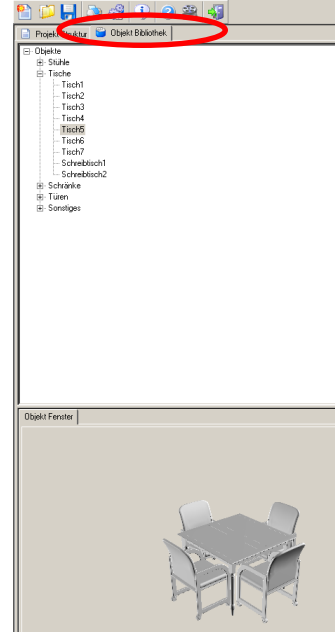 Projekt Struktur Objekt Bibliothek
Objekte
Stühle
Tische
Tisch1
Tisch2
Tisch3
Tisch4
Tisch5
Tisch6
Tisch7
Schreibtisch1
Schreibtisch2
Schränke
Türen
Sonstiges
Objekt Fenster